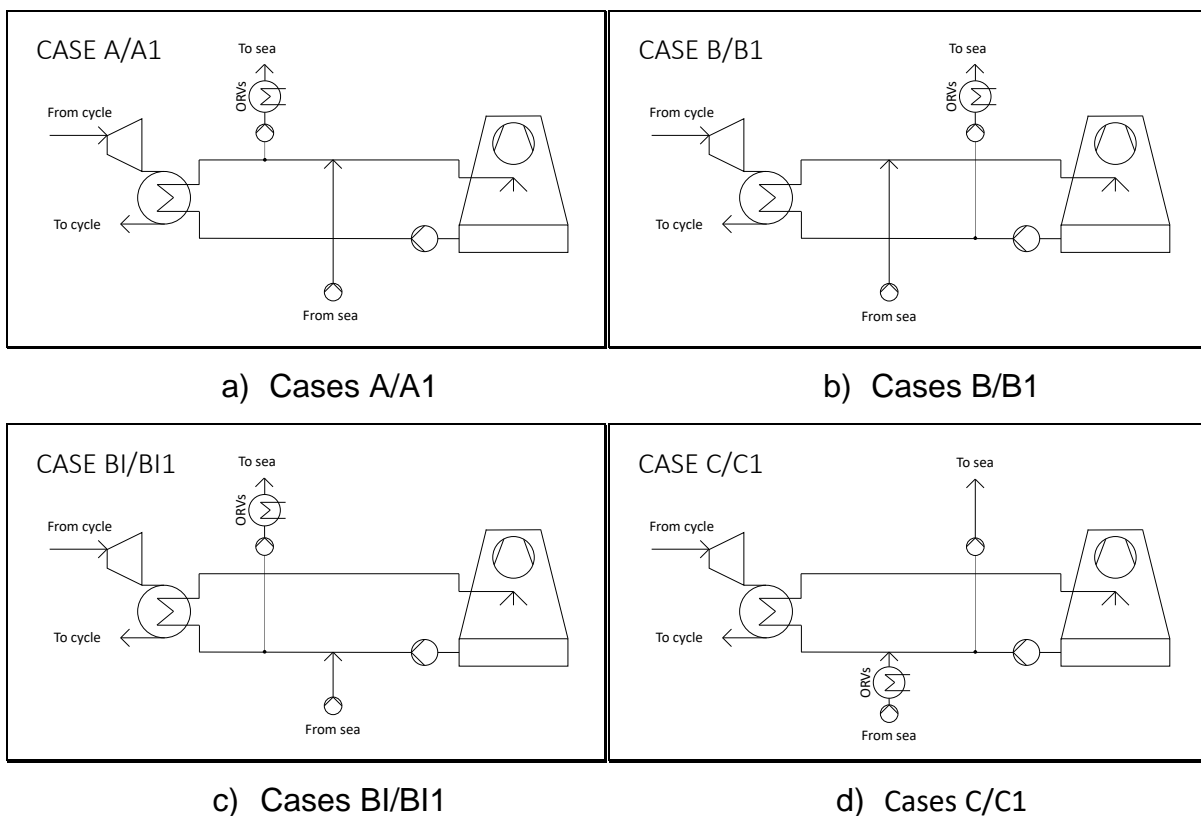 CASE A/A1
To sea
ORVs
From cycle
To cycle
From sea
a) Cases A/A1
CASE B/B1
To sea
ORVs
From cycle
To cycle
From sea
b) Cases B/B1
CASE BI/BI1
To sea
ORVs
From cycle
To cycle
From sea
c) Cases BI/BI1
CASE C/C1
To sea
From cycle
To cycle
ORVs
From sea
d) Cases C/C1